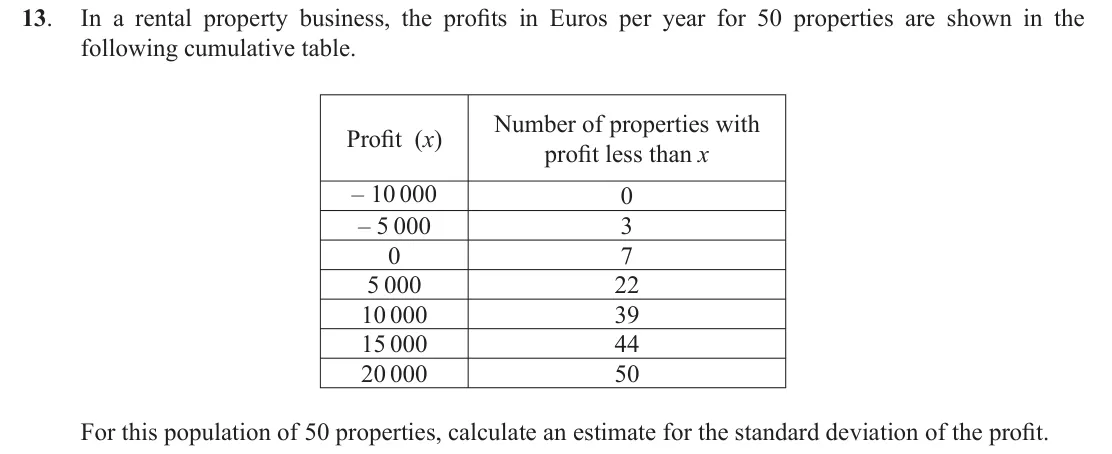 13. In a rental property business, the profits in Euros per year for 50 properties are shown in the
following cumulative table.
Profit (x)
Number of properties with
profit less than x
– 10 000 0
– 5 000 3
0 7
5 000 22
10 000 39
15 000 44
20 000 50
For this population of 50 properties, calculate an estimate for the standard deviation of the profit.